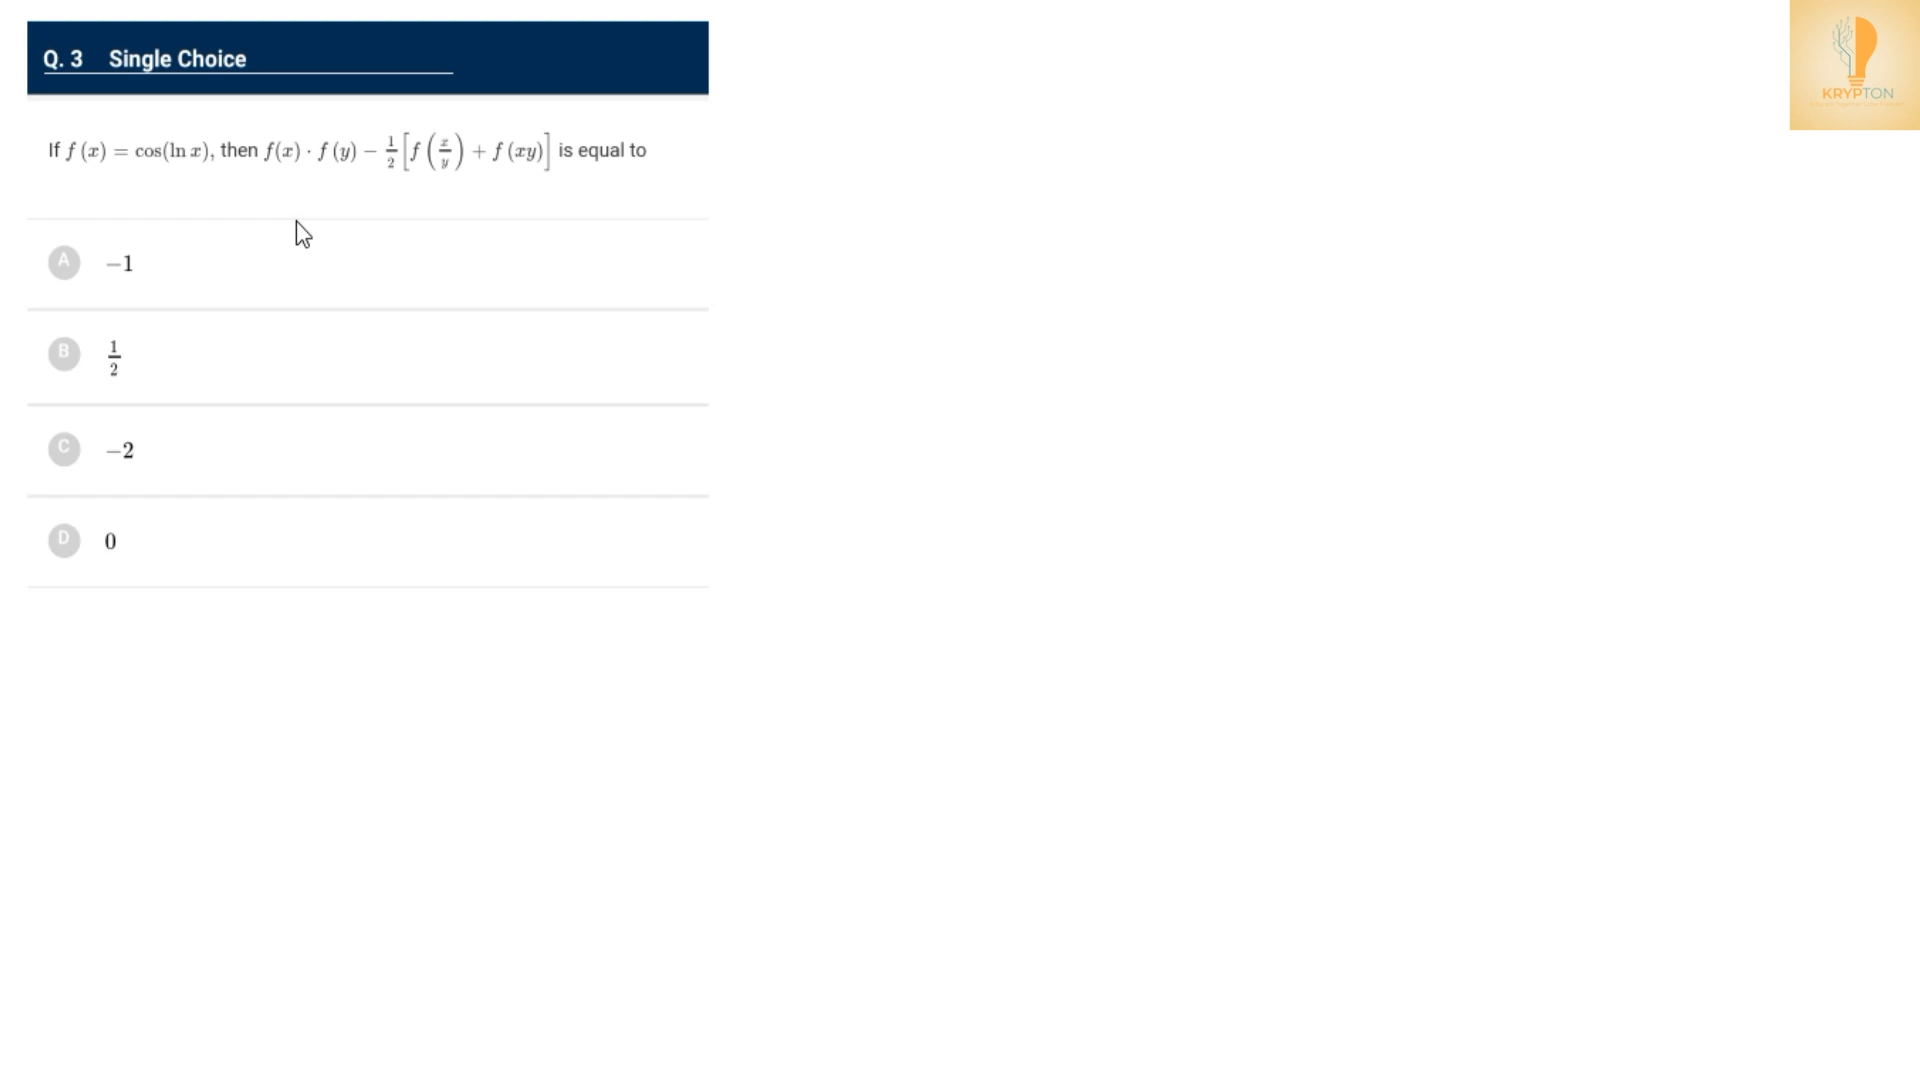 Q. 3 Single Choice
KRYPTON
If f (x) = cos(ln x), then f(x) · f (y) − 1/2 [f (x/y) + f (xy)] is equal to
A −1
B 1/2
C −2
D 0